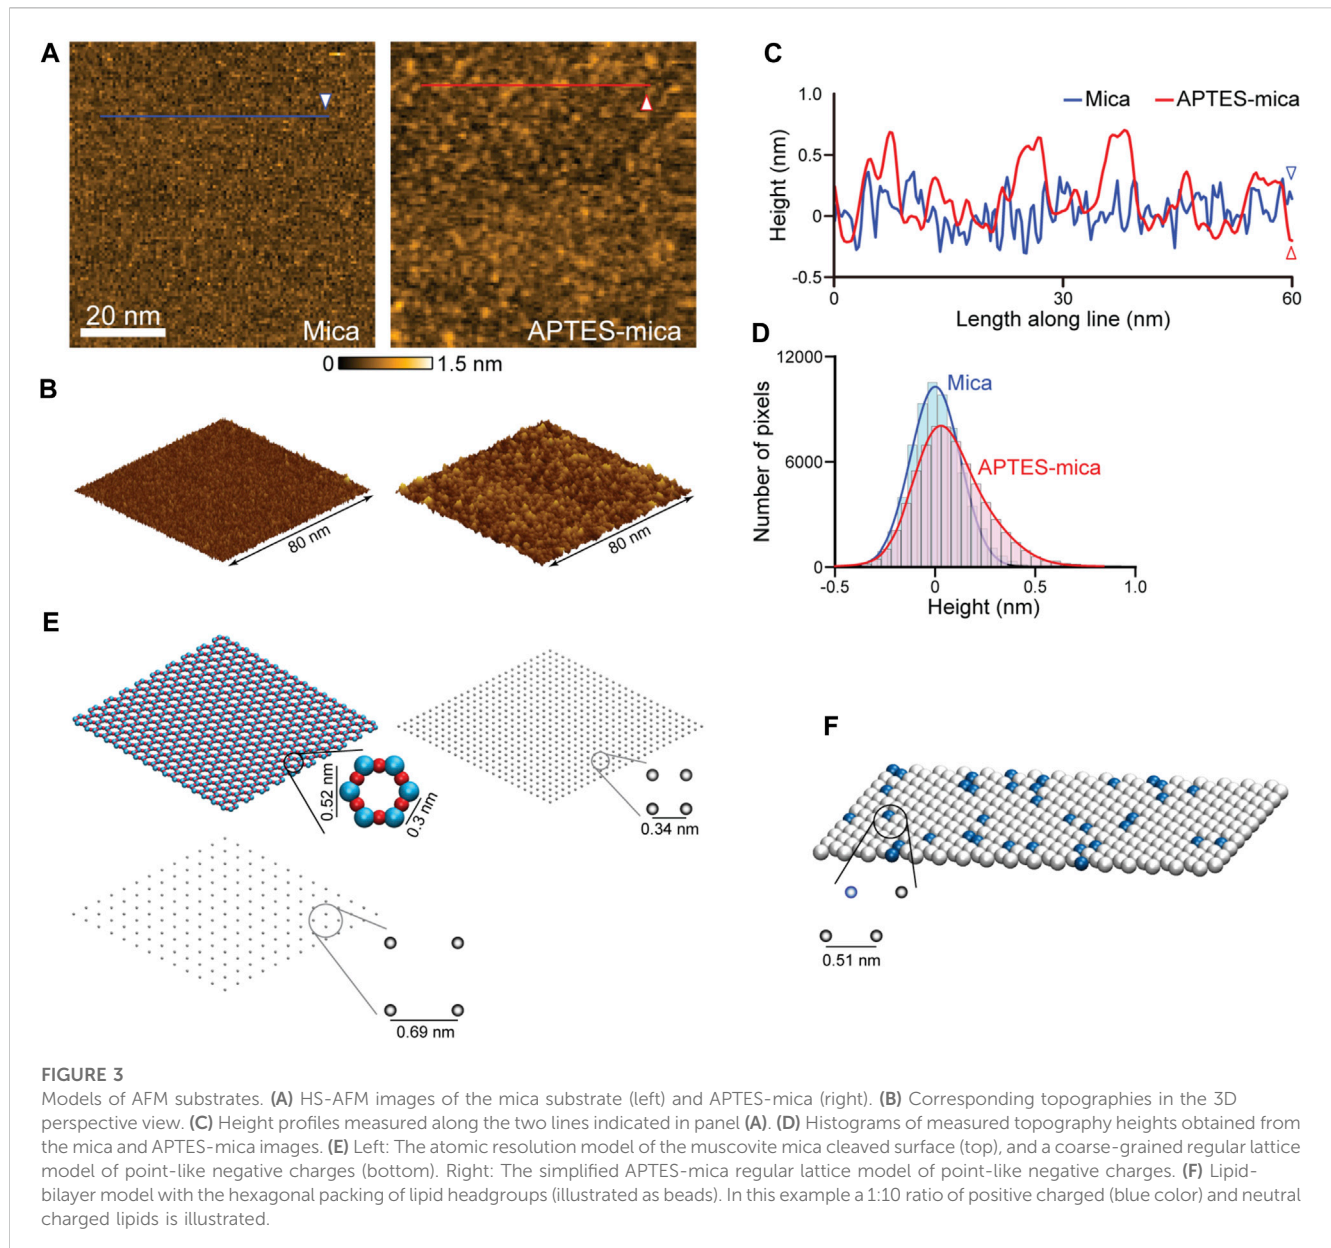 A
20 nm
Mica
APTES-mica
0
1.5 nm
B
80 nm
80 nm
C
Mica
APTES-mica
Height (nm)
1.0
0.5
0
-0.5
0
30
60
Length along line (nm)
D
Number of pixels
12000
6000
0
Mica
APTES-mica
-0.5
0
0.5
1.0
Height (nm)
E
0.52 nm
0.3 nm
0.34 nm
0.69 nm
F
0.51 nm
FIGURE 3
Models of AFM substrates. (A) HS-AFM images of the mica substrate (left) and APTES-mica (right). (B) Corresponding topographies in the 3D
perspective view. (C) Height profiles measured along the two lines indicated in panel (A). (D) Histograms of measured topography heights obtained from
the mica and APTES-mica images. (E) Left: The atomic resolution model of the muscovite mica cleaved surface (top), and a coarse-grained regular lattice
model of point-like negative charges (bottom). Right: The simplified APTES-mica regular lattice model of point-like negative charges. (F) Lipid-
bilayer model with the hexagonal packing of lipid headgroups (illustrated as beads). In this example a 1:10 ratio of positive charged (blue color) and neutral
charged lipids is illustrated.